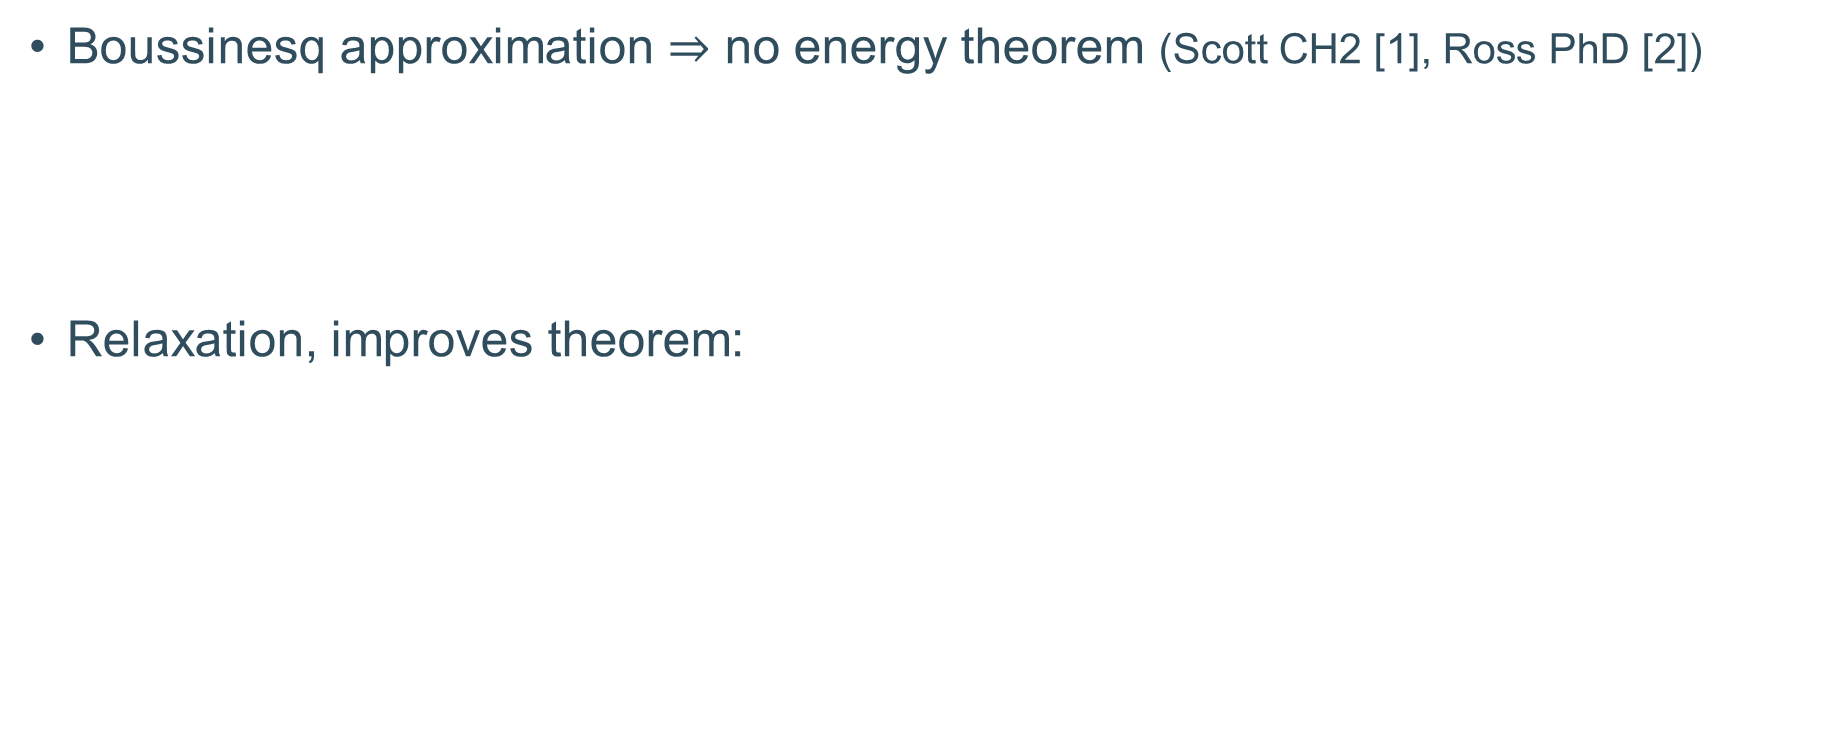 • Boussinesq approximation ⇒ no energy theorem (Scott CH2 [1], Ross PhD [2])
• Relaxation, improves theorem: